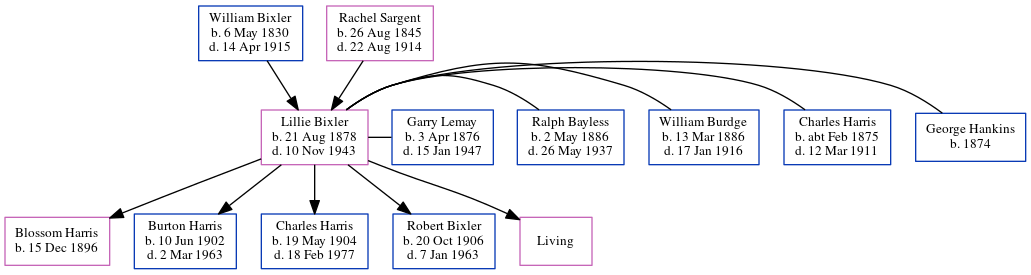 William Bixler
b. 6 May 1830
d. 14 Apr 1915
Rachel Sargent
b. 26 Aug 1845
d. 22 Aug 1914
Lillie Bixler
b. 21 Aug 1878
d. 10 Nov 1943
Garry Lemay
b. 3 Apr 1876
d. 15 Jan 1947
Ralph Bayless
b. 2 May 1886
d. 26 May 1937
William Burdge
b. 13 Mar 1886
d. 17 Jan 1916
Charles Harris
b. abt Feb 1875
d. 12 Mar 1911
George Hankins
b. 1874
Blossom Harris
b. 15 Dec 1896
Burton Harris
b. 10 Jun 1902
d. 2 Mar 1963
Charles Harris
b. 19 May 1904
d. 18 Feb 1977
Robert Bixler
b. 20 Oct 1906
d. 7 Jan 1963
Living